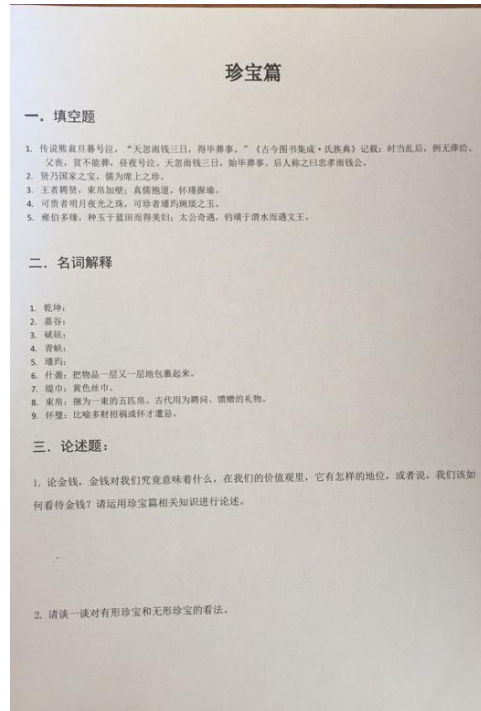 珍宝篇
一. 填空题
1. 传说熊衮旦暮号泣，“天忽雨钱三日，得毕葬事。”《古今图书集成·氏族典》记载：时当乱后，例无俸给、
父丧，贫不能葬，昼夜号泣。天忽雨钱三日，始毕葬事。后人称之曰忠孝雨钱公。
2. 贤乃国家之宝，儒为席上之珍。
3. 王者聘贤，束帛加璧；真儒抱道，怀瑾握瑜。
4. 可贵者明月夜光之珠，可珍者璠玙琬琰之玉。
5. 雍伯多缘，种玉于蓝田而得美妇；太公奇遇，钓璜于渭水而遇文王。
二. 名词解释
1. 乾坤：
2. 嘉谷：
3. 碔砆：
4. 青蚨：
5. 璠玙：
6. 什袭：把物品一层又一层地包裹起来。
7. 缇巾：黄色丝巾。
8. 束帛：捆为一束的五匹帛。古代用为聘问、馈赠的礼物。
9. 怀璧：比喻多财招祸或怀才遭忌。
三. 论述题：
1. 论金钱，金钱对我们究竟意味着什么，在我们的价值观里，它有怎样的地位，或者说，我们该如
何看待金钱？请运用珍宝篇相关知识进行论述。
2. 请谈一谈对有形珍宝和无形珍宝的看法。